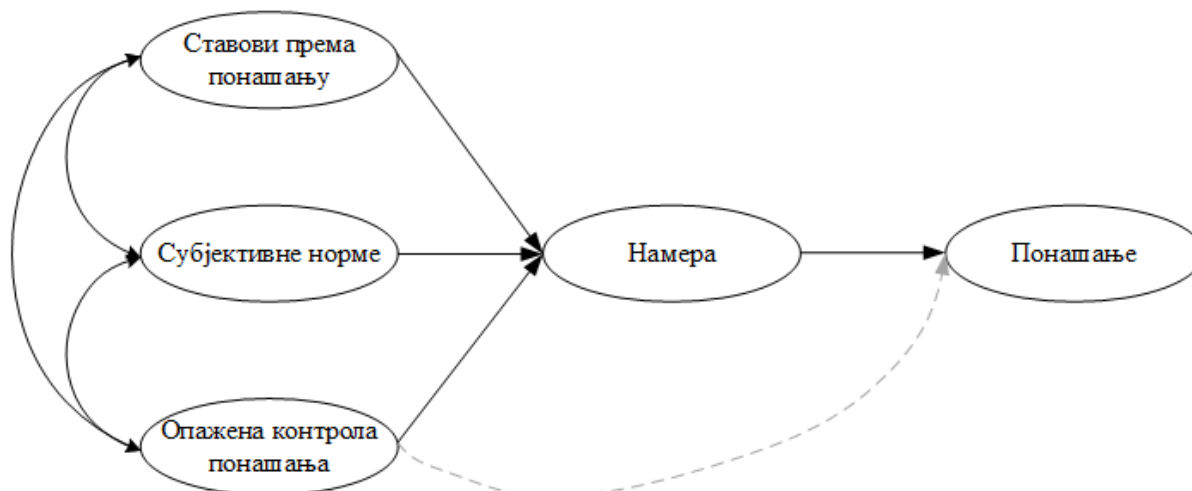 Ставови према
понашању
Субјективне норме
Намера
Понашање
Опажена контрола
понашања